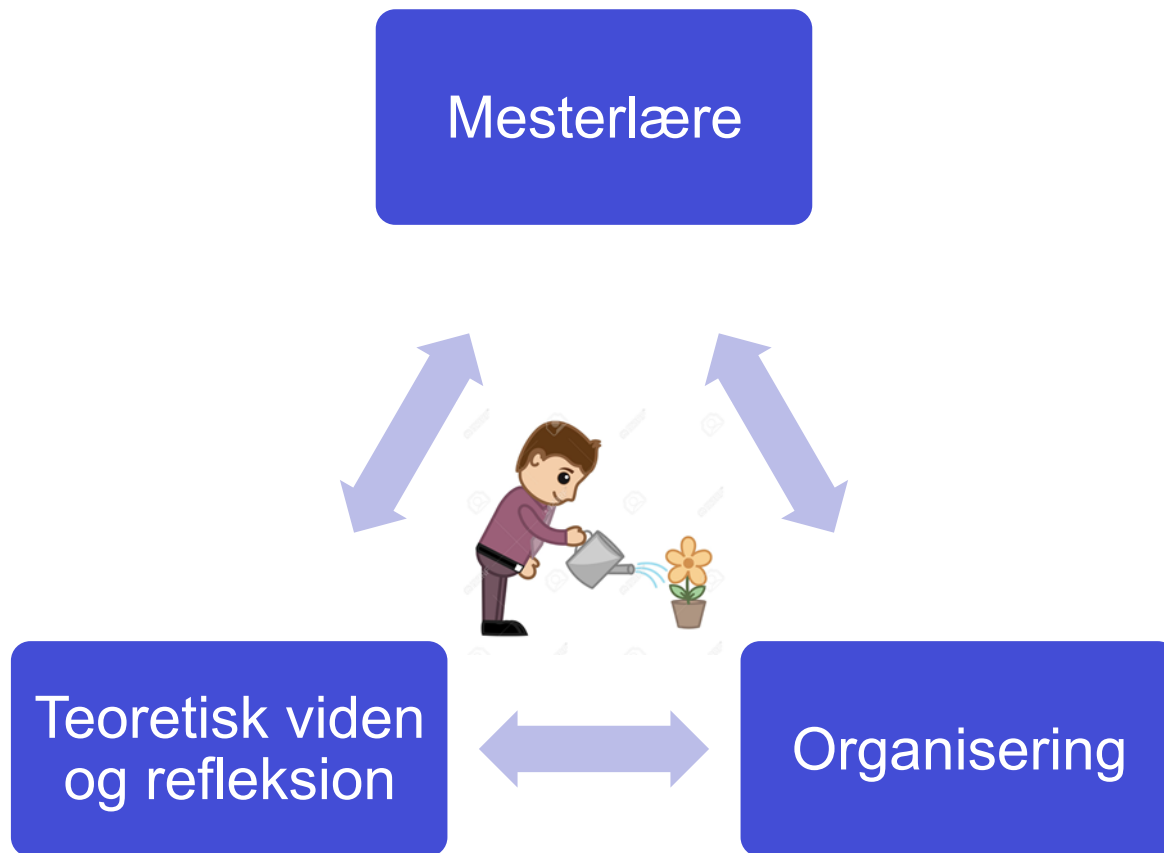 Mesterlære
Teoretisk viden
og refleksion
Organisering